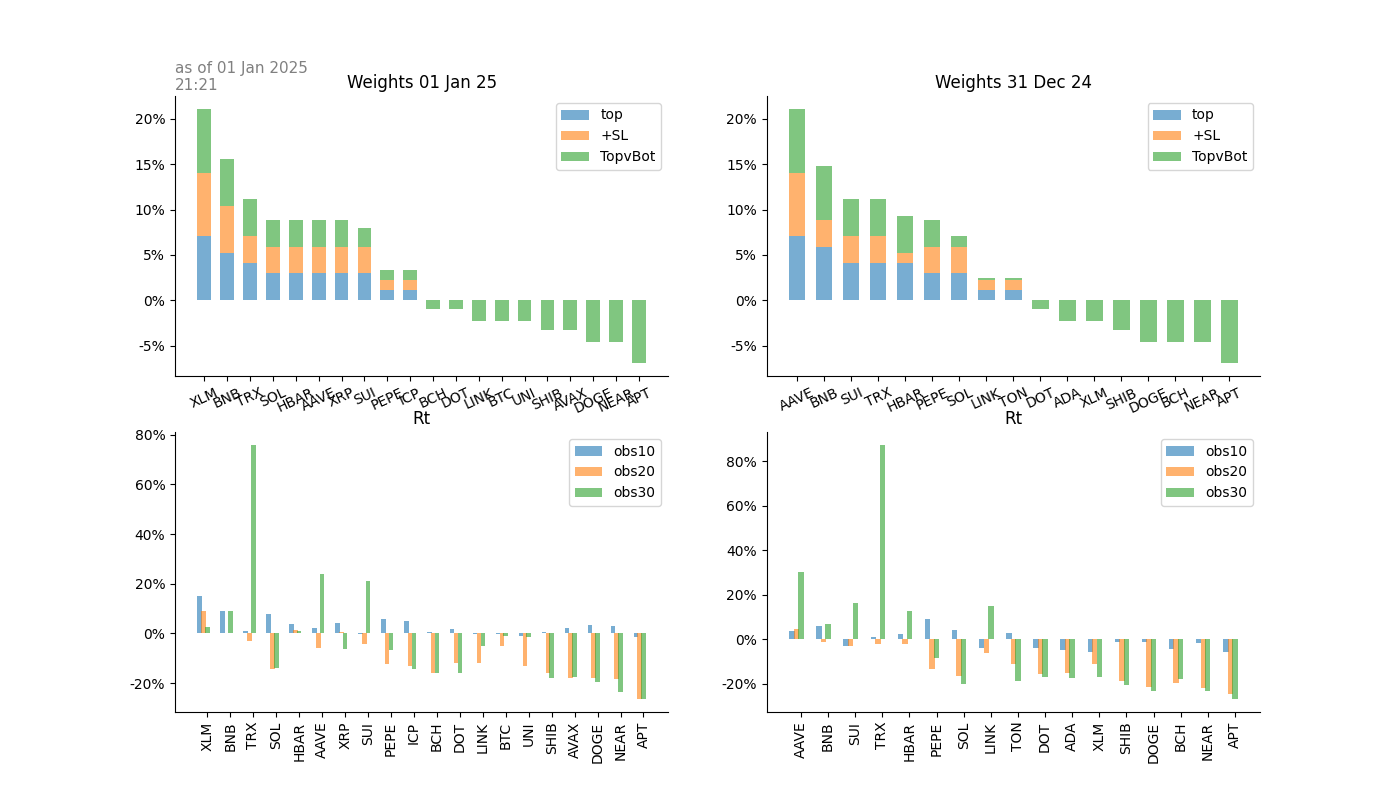 as of 01 Jan 2025
21:21
Weights 01 Jan 25
20%
15%
10%
5%
0%
-5%
top
+SL
TopvBot
XLM BNB TRX SOL HBAR AAVE XRP SUI PEPE ICP BCH DOT LINK BTC UNI SHIB AVAX DOGE NEAR APT
Weights 31 Dec 24
20%
15%
10%
5%
0%
-5%
top
+SL
TopvBot
AAVE BNB SUI TRX HBAR PEPE SOL LINK TON DOT ADA XLM SHIB DOGE BCH NEAR APT
Rt
80%
60%
40%
20%
0%
-20%
obs10
obs20
obs30
XLM BNB TRX SOL HBAR AAVE XRP SUI PEPE ICP BCH DOT LINK BTC UNI SHIB AVAX DOGE NEAR APT
Rt
80%
60%
40%
20%
0%
-20%
obs10
obs20
obs30
AAVE BNB SUI TRX HBAR PEPE SOL LINK TON DOT ADA XLM SHIB DOGE BCH NEAR APT